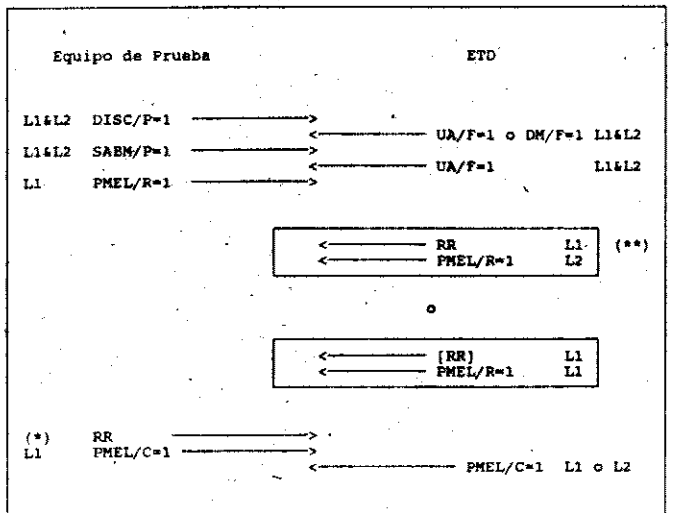 Equipo de Prueba ETD
L1&L2 DISC/P=1
UA/F=1 o DM/F=1 L1&L2
L1&L2 SABM/P=1
UA/F=1 L1&L2
L1 PMEL/R=1
RR L1 (**)
PMEL/R=1 L2
o
[RR] L1
PMEL/R=1 L1
(*) RR
L1 PMEL/C=1
PMEL/C=1 L1 o L2